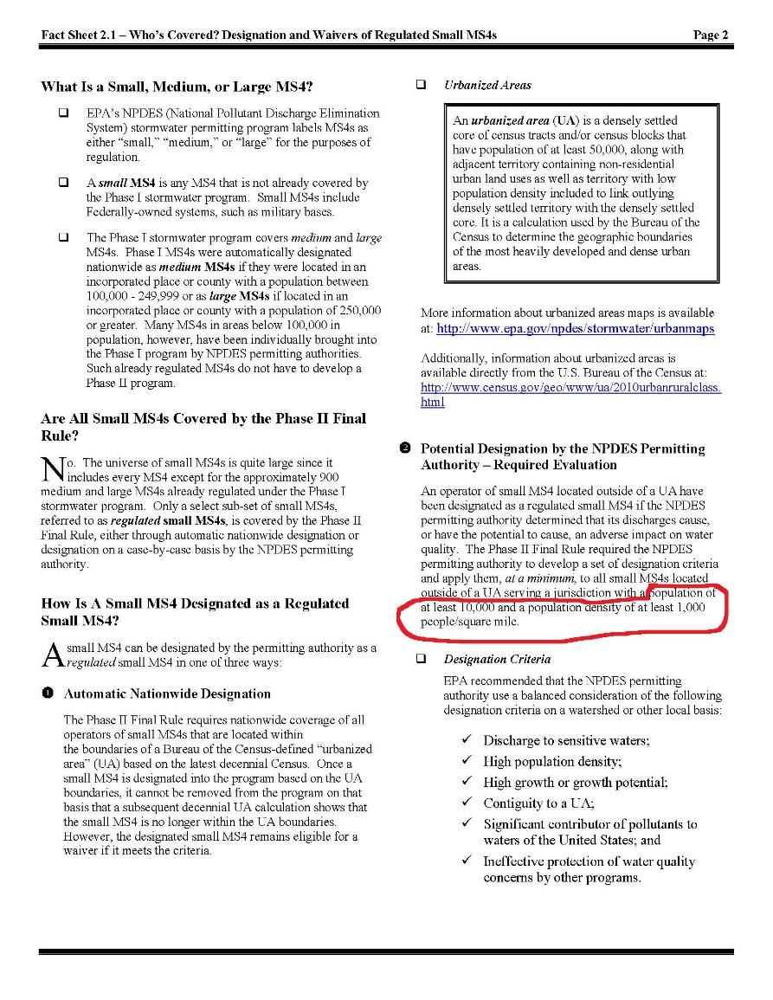 Fact Sheet 2.1 – Who's Covered? Designation and Waivers of Regulated Small MS4s Page 2
What Is a Small, Medium, or Large MS4?
❑ EPA's NPDES (National Pollutant Discharge Elimination
System) stormwater permitting program labels MS4s as
either “small,” “medium,” or “large” for the purposes of
regulation.
❑ A small MS4 is any MS4 that is not already covered by
the Phase I stormwater program. Small MS4s include
Federally-owned systems, such as military bases.
❑ The Phase I stormwater program covers medium and large
MS4s. Phase I MS4s were automatically designated
nationwide as medium MS4s if they were located in an
incorporated place or county with a population between
100,000 - 249,999 or as large MS4s if located in an
incorporated place or county with a population of 250,000
or greater. Many MS4s in areas below 100,000 in
population, however, have been individually brought into
the Phase I program by NPDES permitting authorities.
Such already regulated MS4s do not have to develop a
Phase II program.
Are All Small MS4s Covered by the Phase II Final
Rule?
No. The universe of small MS4s is quite large since it
includes every MS4 except for the approximately 900
medium and large MS4s already regulated under the Phase I
stormwater program. Only a select sub-set of small MS4s,
referred to as regulated small MS4s, is covered by the Phase II
Final Rule, either through automatic nationwide designation or
designation on a case-by-case basis by the NPDES permitting
authority.
How Is A Small MS4 Designated as a Regulated
Small MS4?
A small MS4 can be designated by the permitting authority as a
regulated small MS4 in one of three ways:
❶ Automatic Nationwide Designation
The Phase II Final Rule requires nationwide coverage of all
operators of small MS4s that are located within
the boundaries of a Bureau of the Census-defined “urbanized
area” (UA) based on the latest decennial Census. Once a
small MS4 is designated into the program based on the UA
boundaries, it cannot be removed from the program on that
basis that a subsequent decennial UA calculation shows that
the small MS4 is no longer within the UA boundaries.
However, the designated small MS4 remains eligible for a
waiver if it meets the criteria.
❑ Urbanized Areas
An urbanized area (UA) is a densely settled
core of census tracts and/or census blocks that
have population of at least 50,000, along with
adjacent territory containing non-residential
urban land uses as well as territory with low
population density included to link outlying
densely settled territory with the densely settled
core. It is a calculation used by the Bureau of the
Census to determine the geographic boundaries
of the most heavily developed and dense urban
areas.
More information about urbanized areas maps is available
at: http://www.epa.gov/npdes/stormwater/urbanmaps
Additionally, information about urbanized areas is
available directly from the U.S. Bureau of the Census at:
http://www.census.gov/geo/www/ua/2010urbanruralclass.
html
❷ Potential Designation by the NPDES Permitting
Authority – Required Evaluation
An operator of small MS4 located outside of a UA have
been designated as a regulated small MS4 if the NPDES
permitting authority determined that its discharges cause,
or have the potential to cause, an adverse impact on water
quality. The Phase II Final Rule required the NPDES
permitting authority to develop a set of designation criteria
and apply them, at a minimum, to all small MS4s located
outside of a UA serving a jurisdiction with a population of
at least 10,000 and a population density of at least 1,000
people/square mile.
❑ Designation Criteria
EPA recommended that the NPDES permitting
authority use a balanced consideration of the following
designation criteria on a watershed or other local basis:
✓ Discharge to sensitive waters;
✓ High population density;
✓ High growth or growth potential;
✓ Contiguity to a UA;
✓ Significant contributor of pollutants to
waters of the United States; and
✓ Ineffective protection of water quality
concerns by other programs.